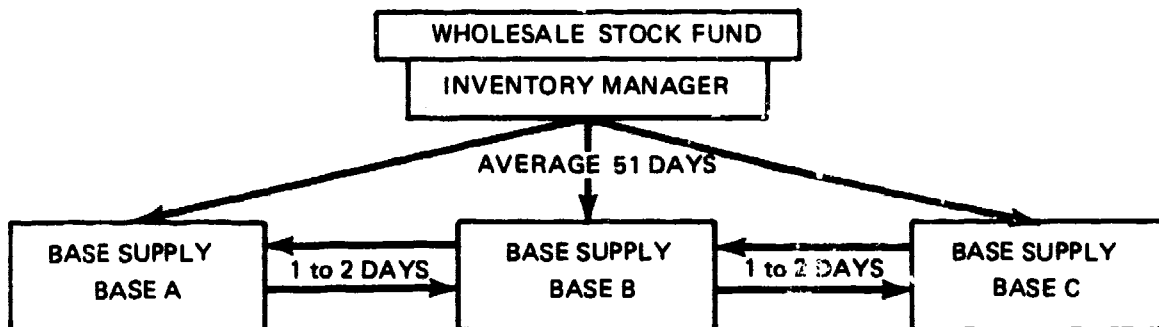 WHOLESALE STOCK FUND
INVENTORY MANAGER
AVERAGE 51 DAYS
BASE SUPPLY
BASE A
1 to 2 DAYS
BASE SUPPLY
BASE B
1 to 2 DAYS
BASE SUPPLY
BASE C